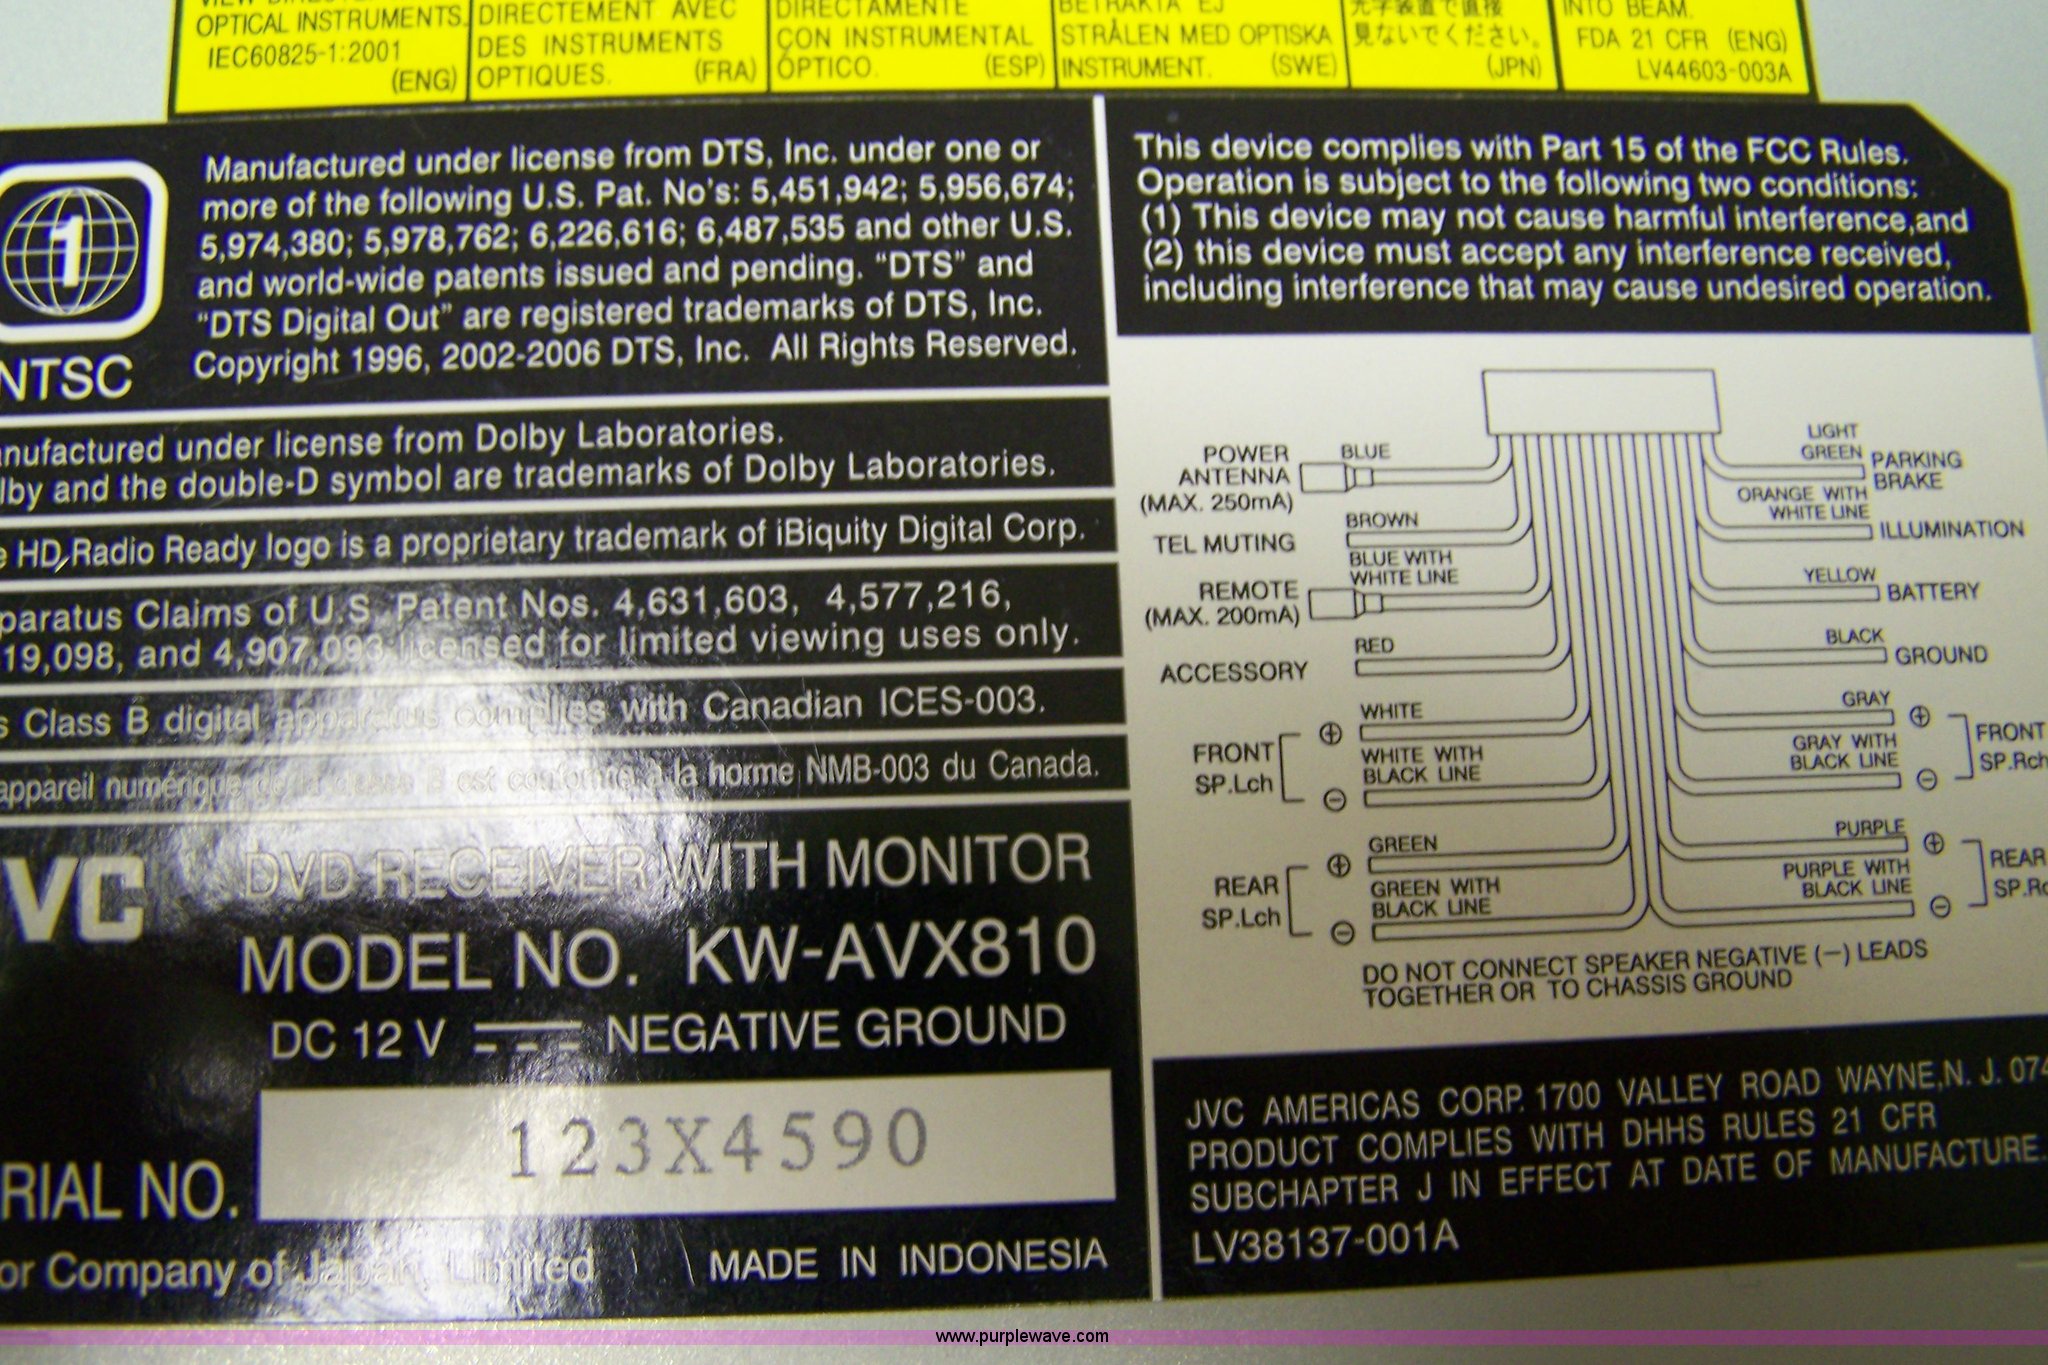 OPTICAL INSTRUMENTS.
IEC60825-1:2001
(ENG)
DIRECTEMENT AVEC
DES INSTRUMENTS
OPTIQUES. (FRA)
DIRECTAMENTE
CON INSTRUMENTAL
ÓPTICO. (ESP)
BETRAKTA EJ
STRÅLEN MED OPTISKA
INSTRUMENT. (SWE)
見ないでください。
(JPN)
INTO BEAM.
FDA 21 CFR (ENG)
LV44603-003A
1
NTSC
Manufactured under license from DTS, Inc. under one or
more of the following U.S. Pat. No's: 5,451,942; 5,956,674;
5,974,380; 5,978,762; 6,226,616; 6,487,535 and other U.S.
and world-wide patents issued and pending. "DTS" and
"DTS Digital Out" are registered trademarks of DTS, Inc.
Copyright 1996, 2002-2006 DTS, Inc. All Rights Reserved.
nufactured under license from Dolby Laboratories.
lby and the double-D symbol are trademarks of Dolby Laboratories.
e HD Radio Ready logo is a proprietary trademark of iBiquity Digital Corp.
paratus Claims of U.S. Patent Nos. 4,631,603, 4,577,216,
19,098, and 4,907,093 licensed for limited viewing uses only.
s Class B digital apparatus complies with Canadian ICES-003.
appareil numérique de la classe B est conforme à la norme NMB-003 du Canada.
VC
DVD RECEIVER WITH MONITOR
MODEL NO. KW-AVX810
DC 12 V NEGATIVE GROUND
RIAL NO. 123X4590
or Company of Japan, Limited MADE IN INDONESIA
This device complies with Part 15 of the FCC Rules.
Operation is subject to the following two conditions:
(1) This device may not cause harmful interference,and
(2) this device must accept any interference received,
including interference that may cause undesired operation.
POWER
ANTENNA
(MAX. 250mA)
BLUE
TEL MUTING
BROWN
REMOTE
(MAX. 200mA)
BLUE WITH
WHITE LINE
ACCESSORY
RED
FRONT
SP.Lch
⊕
WHITE
WHITE WITH
BLACK LINE
⊖
REAR
SP.Lch
⊕
GREEN
GREEN WITH
BLACK LINE
⊖
LIGHT
GREEN
PARKING
BRAKE
ORANGE WITH
WHITE LINE
ILLUMINATION
YELLOW
BATTERY
BLACK
GROUND
GRAY
⊕
GRAY WITH
BLACK LINE
⊖
FRONT
SP.Rch
PURPLE
⊕
PURPLE WITH
BLACK LINE
⊖
REAR
SP.Rc
DO NOT CONNECT SPEAKER NEGATIVE (−) LEADS
TOGETHER OR TO CHASSIS GROUND
JVC AMERICAS CORP. 1700 VALLEY ROAD WAYNE,N. J. 074
PRODUCT COMPLIES WITH DHHS RULES 21 CFR
SUBCHAPTER J IN EFFECT AT DATE OF MANUFACTURE.
LV38137-001A
www.purplewave.com